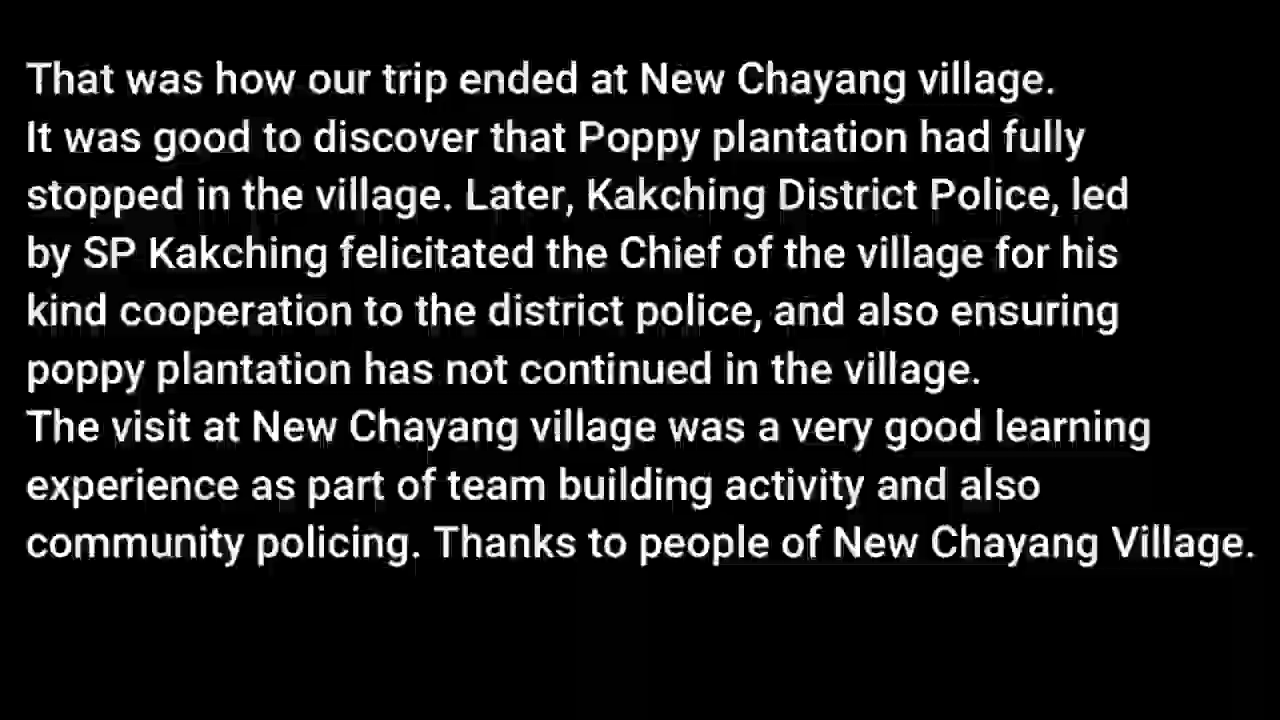 That was how our trip ended at New Chayang village.
It was good to discover that Poppy plantation had fully
stopped in the village. Later, Kakching District Police, led
by SP Kakching felicitated the Chief of the village for his
kind cooperation to the district police, and also ensuring
poppy plantation has not continued in the village.
The visit at New Chayang village was a very good learning
experience as part of team building activity and also
community policing. Thanks to people of New Chayang Village.